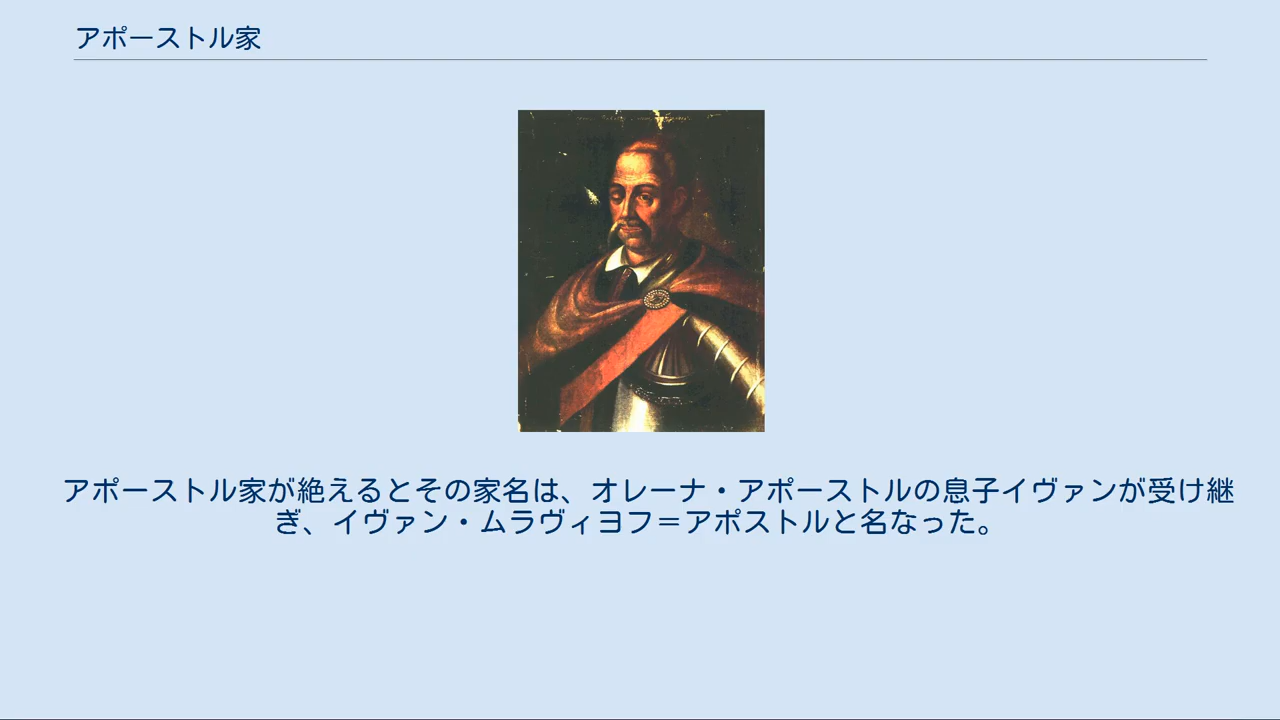 アポーストル家
アポーストル家が絶えるとその家名は、オレーナ・アポーストルの息子イヴァンが受け継
ぎ、イヴァン・ムラヴィヨフ＝アポストルと名なった。